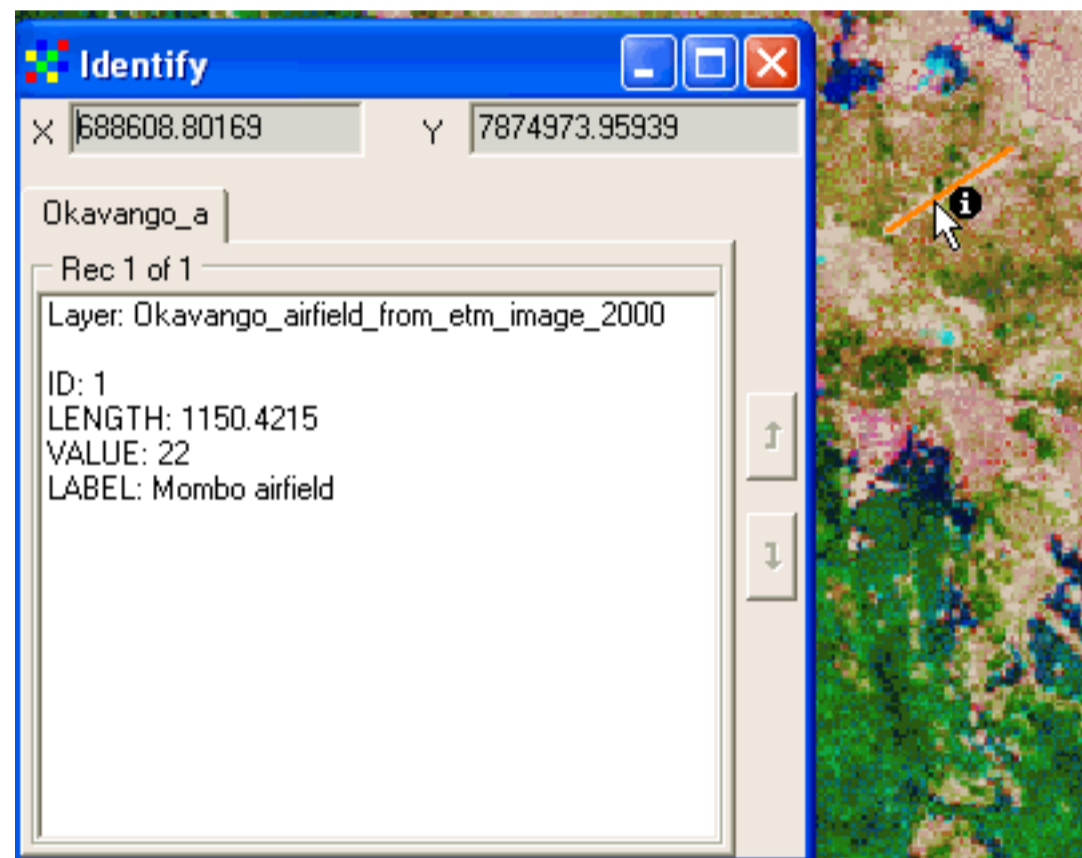 Identify
X 688608.80169 Y 7874973.95939
Okavango_a
Rec 1 of 1
Layer: Okavango_airfield_from_etm_image_2000
ID: 1
LENGTH: 1150.4215
VALUE: 22
LABEL: Mombo airfield